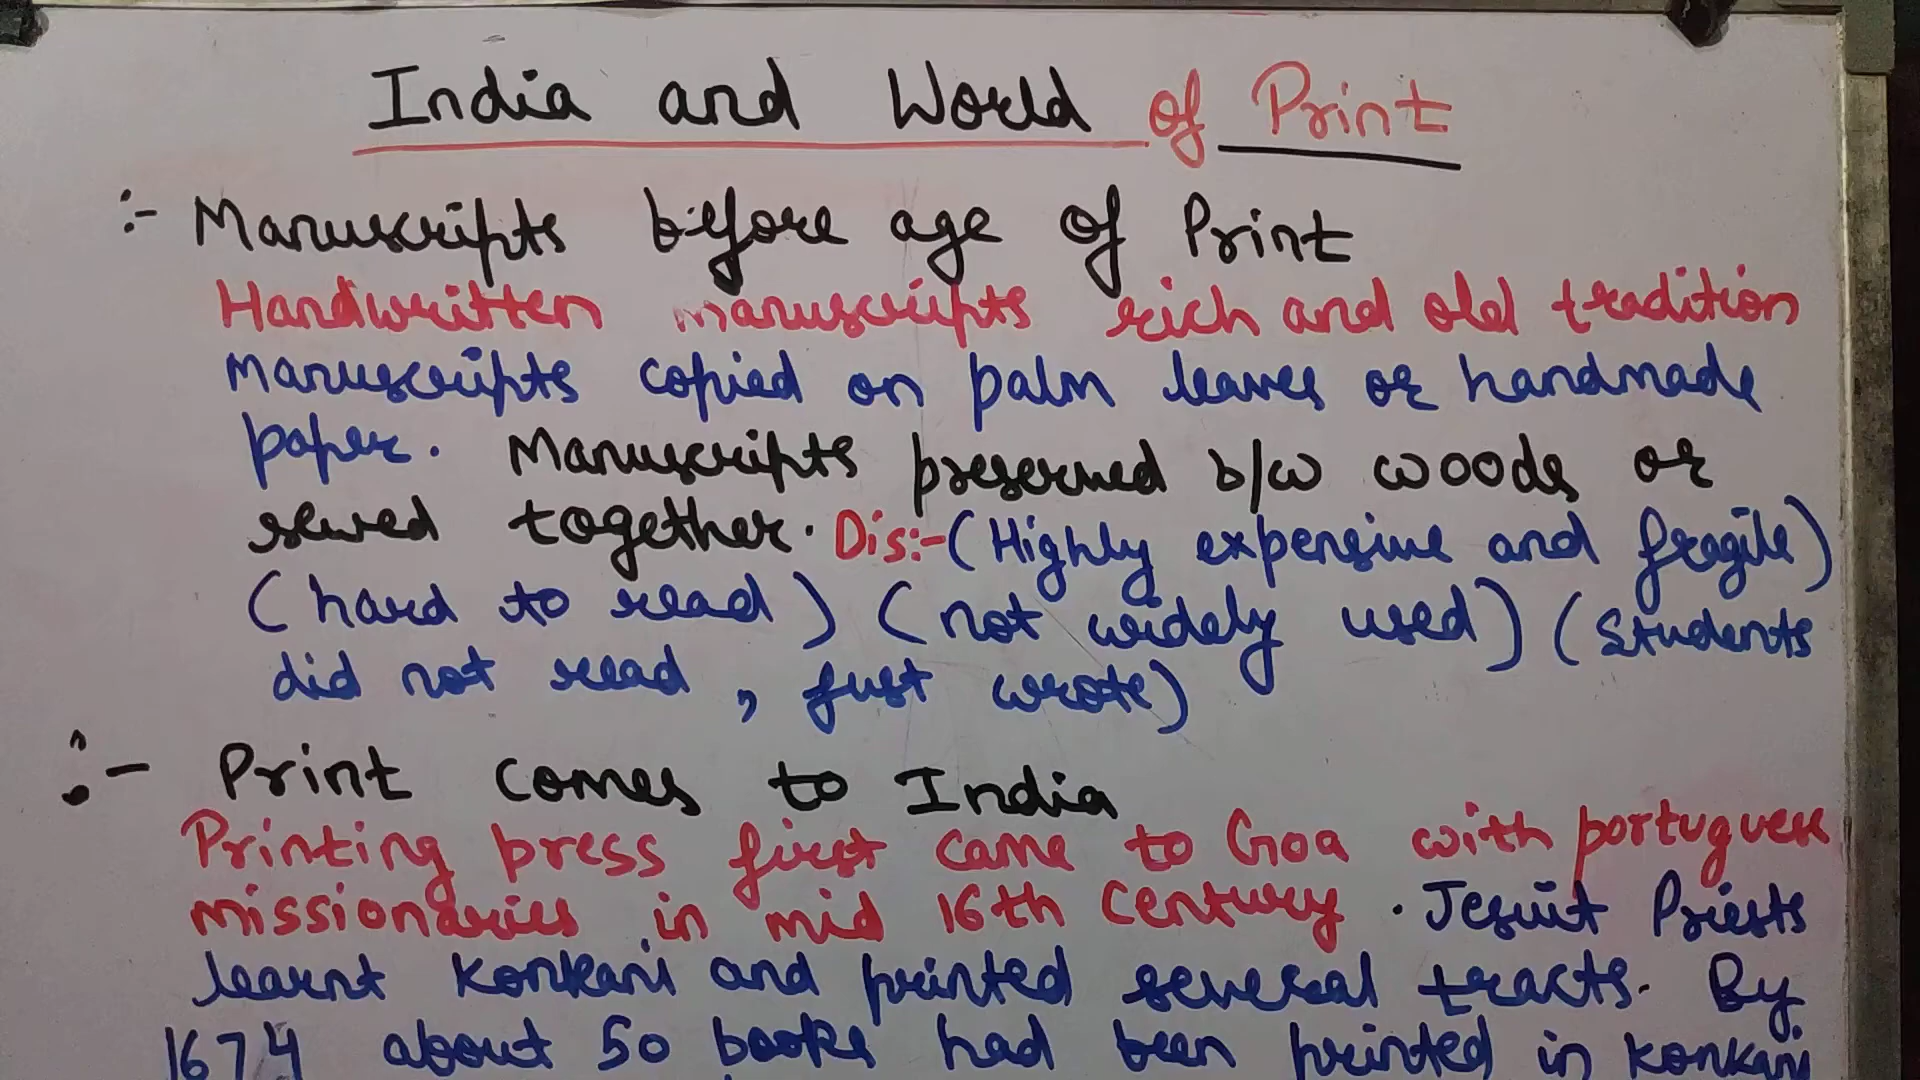 India and World of Print
:- Manuscripts before age of Print
Handwritten manuscripts rich and old tradition
Manuscripts copied on palm leaves or handmade
paper. Manuscripts preserved b/w woods or
sewed together. Dis:-(Highly expensive and fragile)
(hard to read) (not widely used) (Students
did not read, just wrote)
:- Print comes to India
Printing press first came to Goa with portuguese
missionaries in mid 16th Century. Jesuit Priests
learnt Konkani and printed several tracts. By
1674 about 50 books had been printed in Konkani